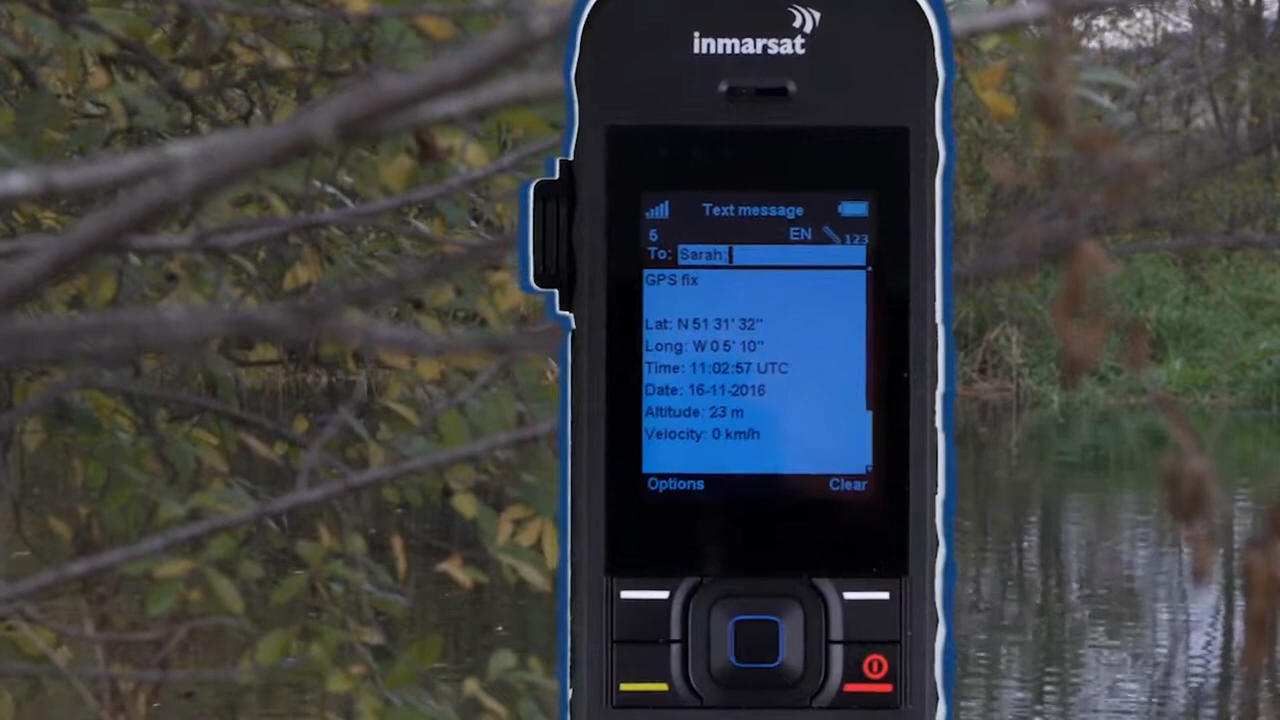 inmarsat
Text message
5 EN 123
To: Sarah;
GPS fix
Lat: N 51 31' 32"
Long: W 0 5' 10"
Time: 11:02:57 UTC
Date: 16-11-2016
Altitude: 23 m
Velocity: 0 km/h
Options Clear